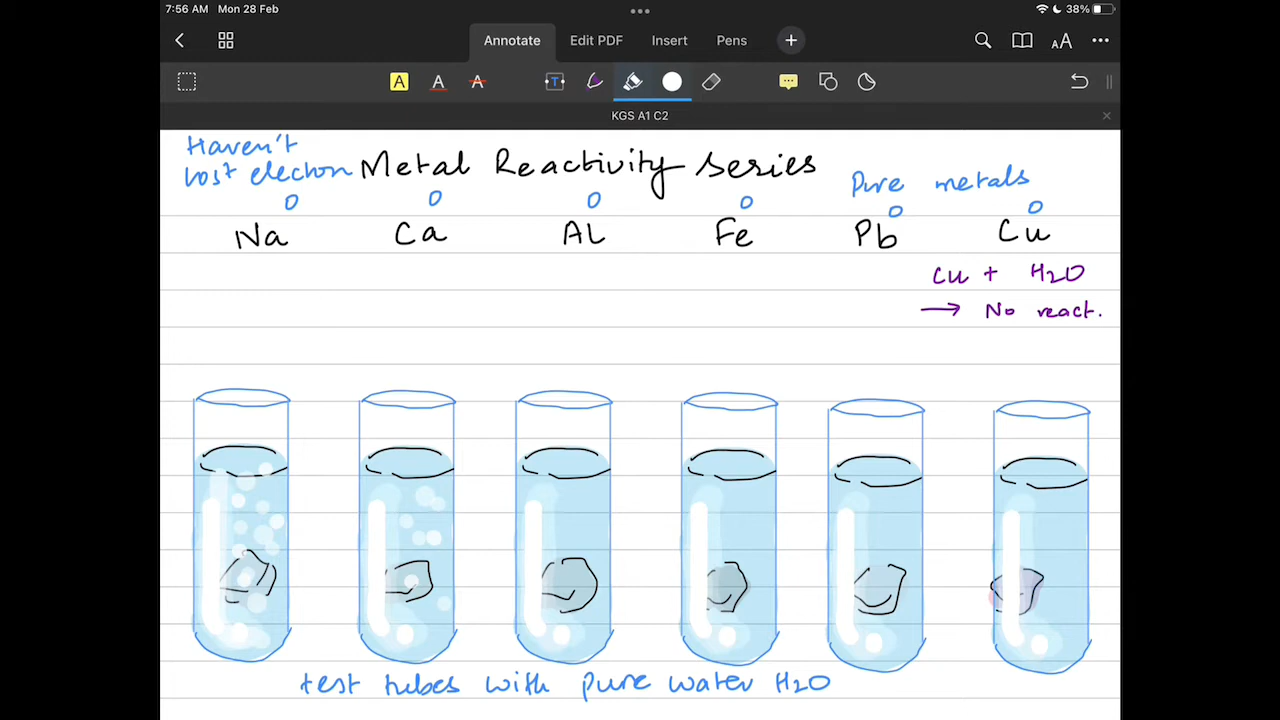 7:56 AM Mon 28 Feb
38%
Annotate Edit PDF Insert Pens
A A A T AA
KGS A1 C2
Haven't
lost electron
Metal Reactivity series
Pure metals
0 0 0 0 0 0
Na Ca Al Fe Pb Cu
Cu + H2O
→ No react.
test tubes with pure water H2O